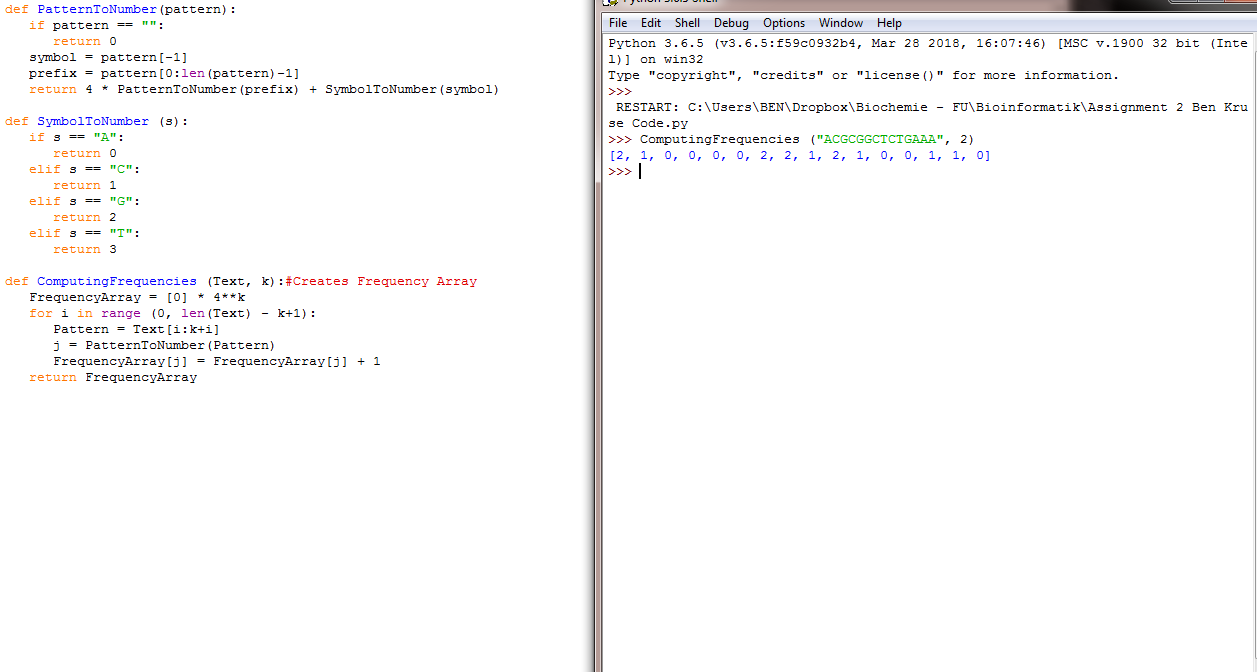 def PatternToNumber(pattern):
if pattern == "":
return 0
symbol = pattern[-1]
prefix = pattern[0:len(pattern)-1]
return 4 * PatternToNumber(prefix) + SymbolToNumber(symbol)
def SymbolToNumber (s):
if s == "A":
return 0
elif s == "C":
return 1
elif s == "G":
return 2
elif s == "T":
return 3
def ComputingFrequencies (Text, k):#Creates Frequency Array
FrequencyArray = [0] * 4**k
for i in range (0, len(Text) - k+1):
Pattern = Text[i:k+i]
j = PatternToNumber(Pattern)
FrequencyArray[j] = FrequencyArray[j] + 1
return FrequencyArray
File Edit Shell Debug Options Window Help
Python 3.6.5 (v3.6.5:f59c0932b4, Mar 28 2018, 16:07:46) [MSC v.1900 32 bit (Inte
l)] on win32
Type "copyright", "credits" or "license()" for more information.
>>>
RESTART: C:\Users\BEN\Dropbox\Biochemie - FU\Bioinformatik\Assignment 2 Ben Kru
se Code.py
>>> ComputingFrequencies ("ACGCGGCTCTGAAA", 2)
[2, 1, 0, 0, 0, 0, 2, 2, 1, 2, 1, 0, 0, 1, 1, 0]
>>>